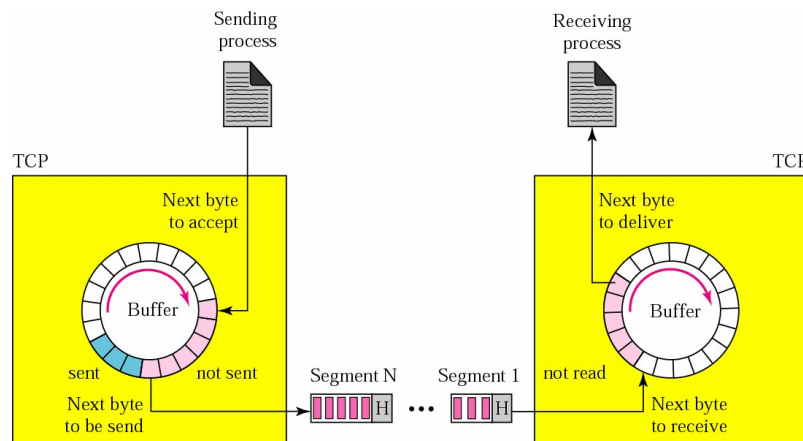 Sending
process
Receiving
process
TCP
TCP
Next byte
to accept
Next byte
to deliver
Buffer
Buffer
sent
not sent
Segment N
Segment 1
not read
H
...
H
Next byte
to be send
Next byte
to receive